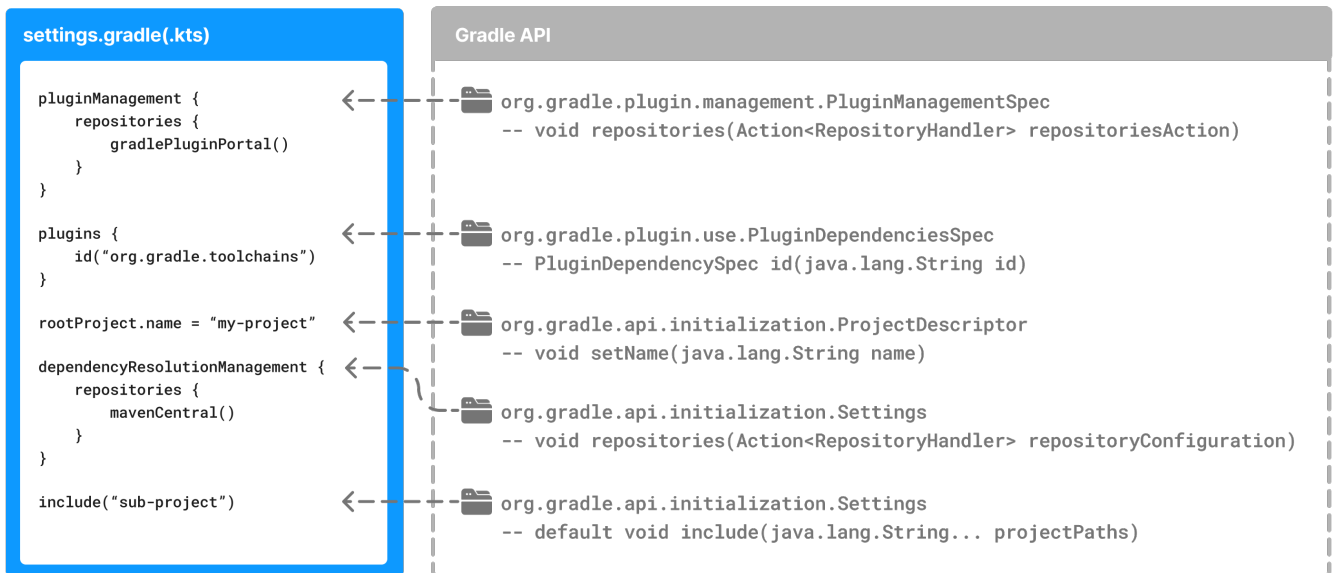 settings.gradle(.kts)
pluginManagement {
    repositories {
        gradlePluginPortal()
    }
}
plugins {
    id(“org.gradle.toolchains”)
}
rootProject.name = “my-project”
dependencyResolutionManagement {
    repositories {
        mavenCentral()
    }
}
include(“sub-project”)
Gradle API
org.gradle.plugin.management.PluginManagementSpec
-- void repositories(Action<RepositoryHandler> repositoriesAction)
org.gradle.plugin.use.PluginDependenciesSpec
-- PluginDependencySpec id(java.lang.String id)
org.gradle.api.initialization.ProjectDescriptor
-- void setName(java.lang.String name)
org.gradle.api.initialization.Settings
-- void repositories(Action<RepositoryHandler> repositoryConfiguration)
org.gradle.api.initialization.Settings
-- default void include(java.lang.String... projectPaths)